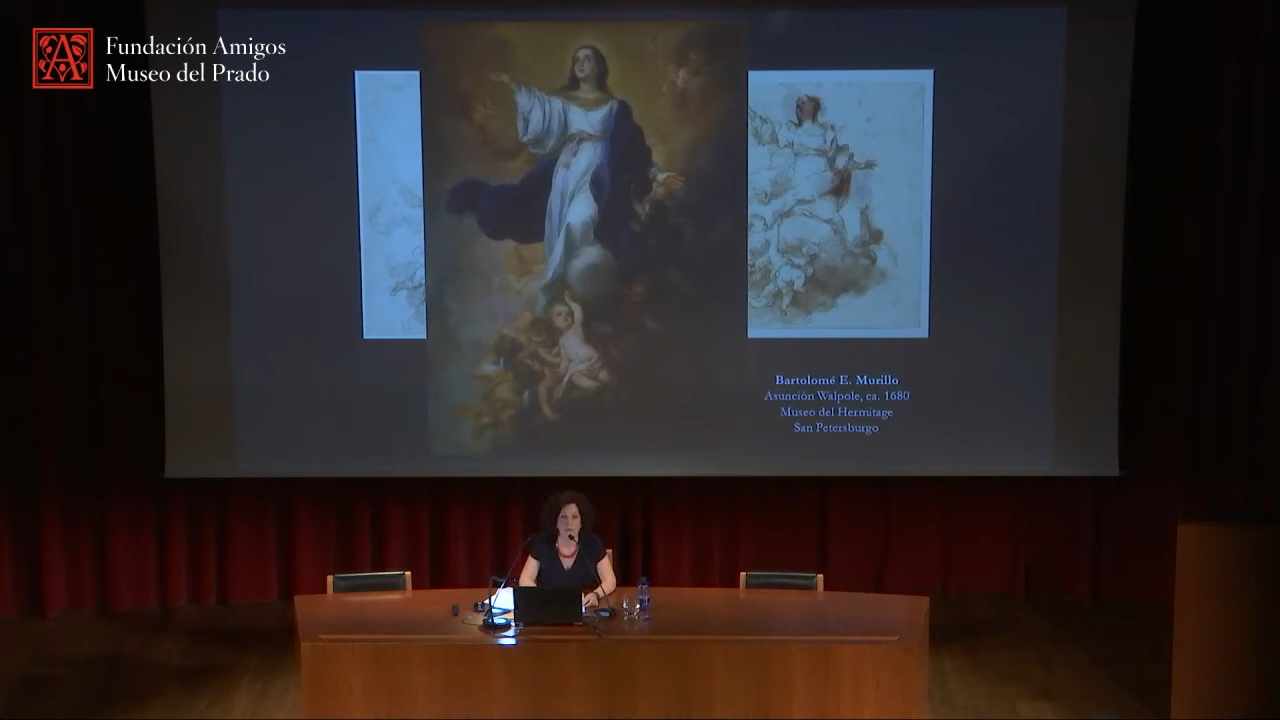 Fundación Amigos
Museo del Prado
Bartolomé E. Murillo
Asunción Walpole, ca. 1680
Museo del Hermitage
San Petersburgo